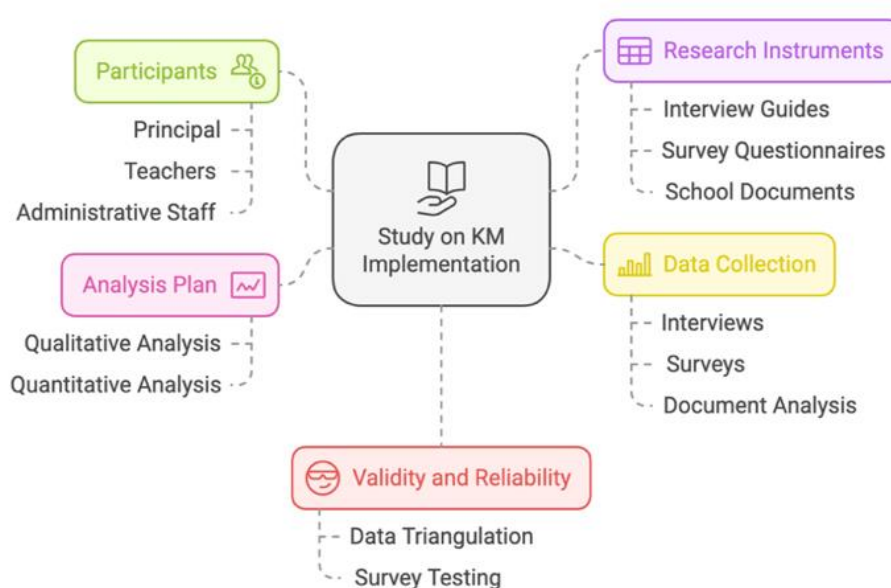 Participants
Principal
Teachers
Administrative Staff
Analysis Plan
Qualitative Analysis
Quantitative Analysis
Study on KM
Implementation
Research Instruments
Interview Guides
Survey Questionnaires
School Documents
Data Collection
Interviews
Surveys
Document Analysis
Validity and Reliability
Data Triangulation
Survey Testing